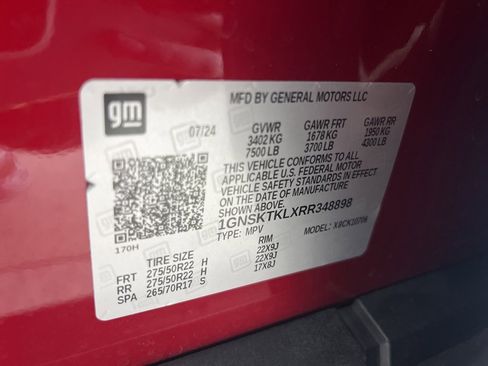 gm
MFD BY GENERAL MOTORS LLC
07/24 GVWR GAWR FRT GAWR RR
3402 KG 1678 KG 1950 KG
7500 LB 3700 LB 4300 LB
THIS VEHICLE CONFORMS TO ALL
APPLICABLE U.S. FEDERAL MOTOR
VEHICLE SAFETY STANDARDS IN EFFECT
ON THE DATE OF MANUFACTURE
SHOWN ABOVE
1GNSKTKLXRR348898
TYPE: MPV MODEL: X8CK10706
170H
TIRE SIZE RIM
FRT 275/50R22 H 22X9J
RR 275/50R22 H 22X9J
SPA 265/70R17 S 17X8J